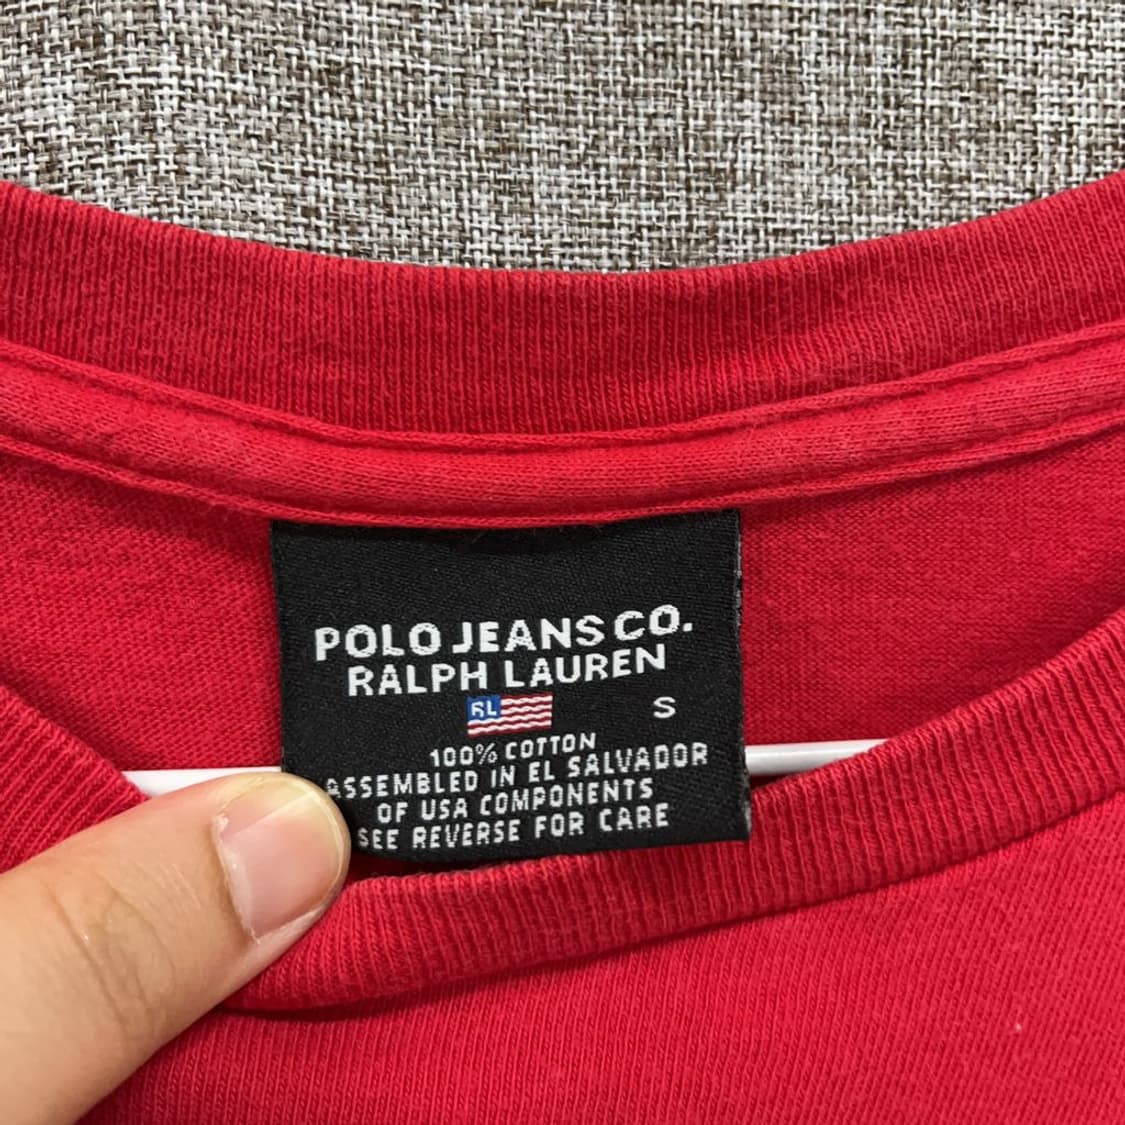 POLO JEANS CO.
RALPH LAUREN
RL
S
100% COTTON
ASSEMBLED IN EL SALVADOR
OF USA COMPONENTS
SEE REVERSE FOR CARE